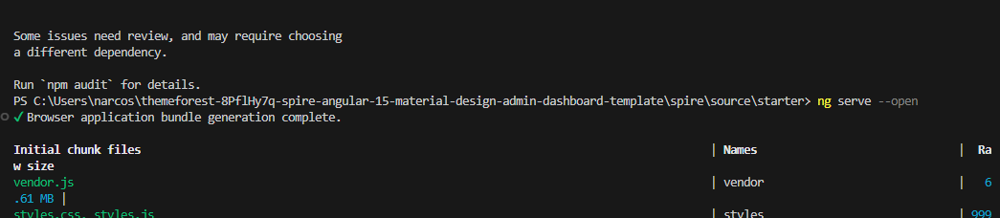 Some issues need review, and may require choosing
a different dependency.
Run `npm audit` for details.
PS C:\Users\narcos\themeforest-8PflHy7q-spire-angular-15-material-design-admin-dashboard-template\spire\source\starter> ng serve --open
✓ Browser application bundle generation complete.
Initial chunk files | Names | Ra
w size
vendor.js | vendor | 6
.61 MB |
styles.css, styles.js | styles | 999